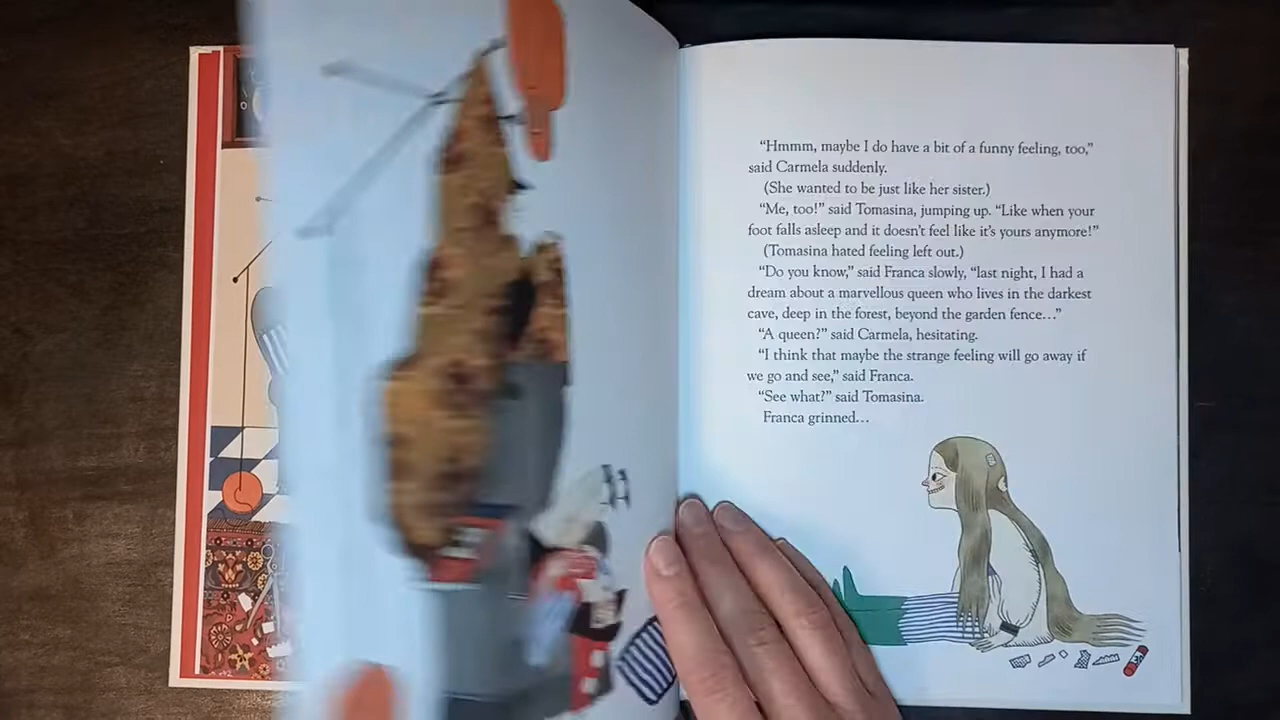 “Hmmm, maybe I do have a bit of a funny feeling, too,”
said Carmela suddenly.
(She wanted to be just like her sister.)
“Me, too!” said Tomasina, jumping up. “Like when your
foot falls asleep and it doesn’t feel like it’s yours anymore!”
(Tomasina hated feeling left out.)
“Do you know,” said Franca slowly, “last night, I had a
dream about a marvellous queen who lives in the darkest
cave, deep in the forest, beyond the garden fence…”
“A queen?” said Carmela, hesitating.
“I think that maybe the strange feeling will go away if
we go and see,” said Franca.
“See what?” said Tomasina.
Franca grinned…